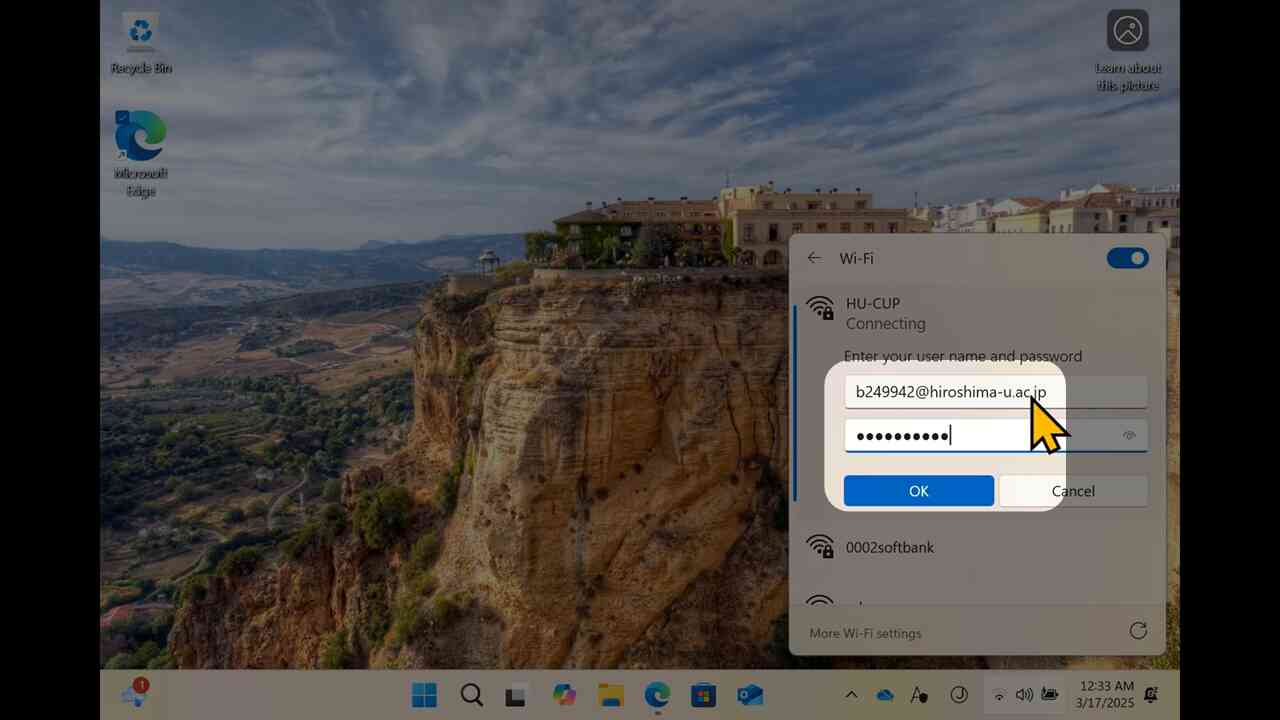 Recycle Bin
Learn about
this picture
Microsoft
Edge
Wi-Fi
HU-CUP
Connecting
Enter your user name and password
b249942@hiroshima-u.ac.jp
●●●●●●●●●●
OK
Cancel
0002softbank
More Wi-Fi settings
1
12:33 AM
3/17/2025